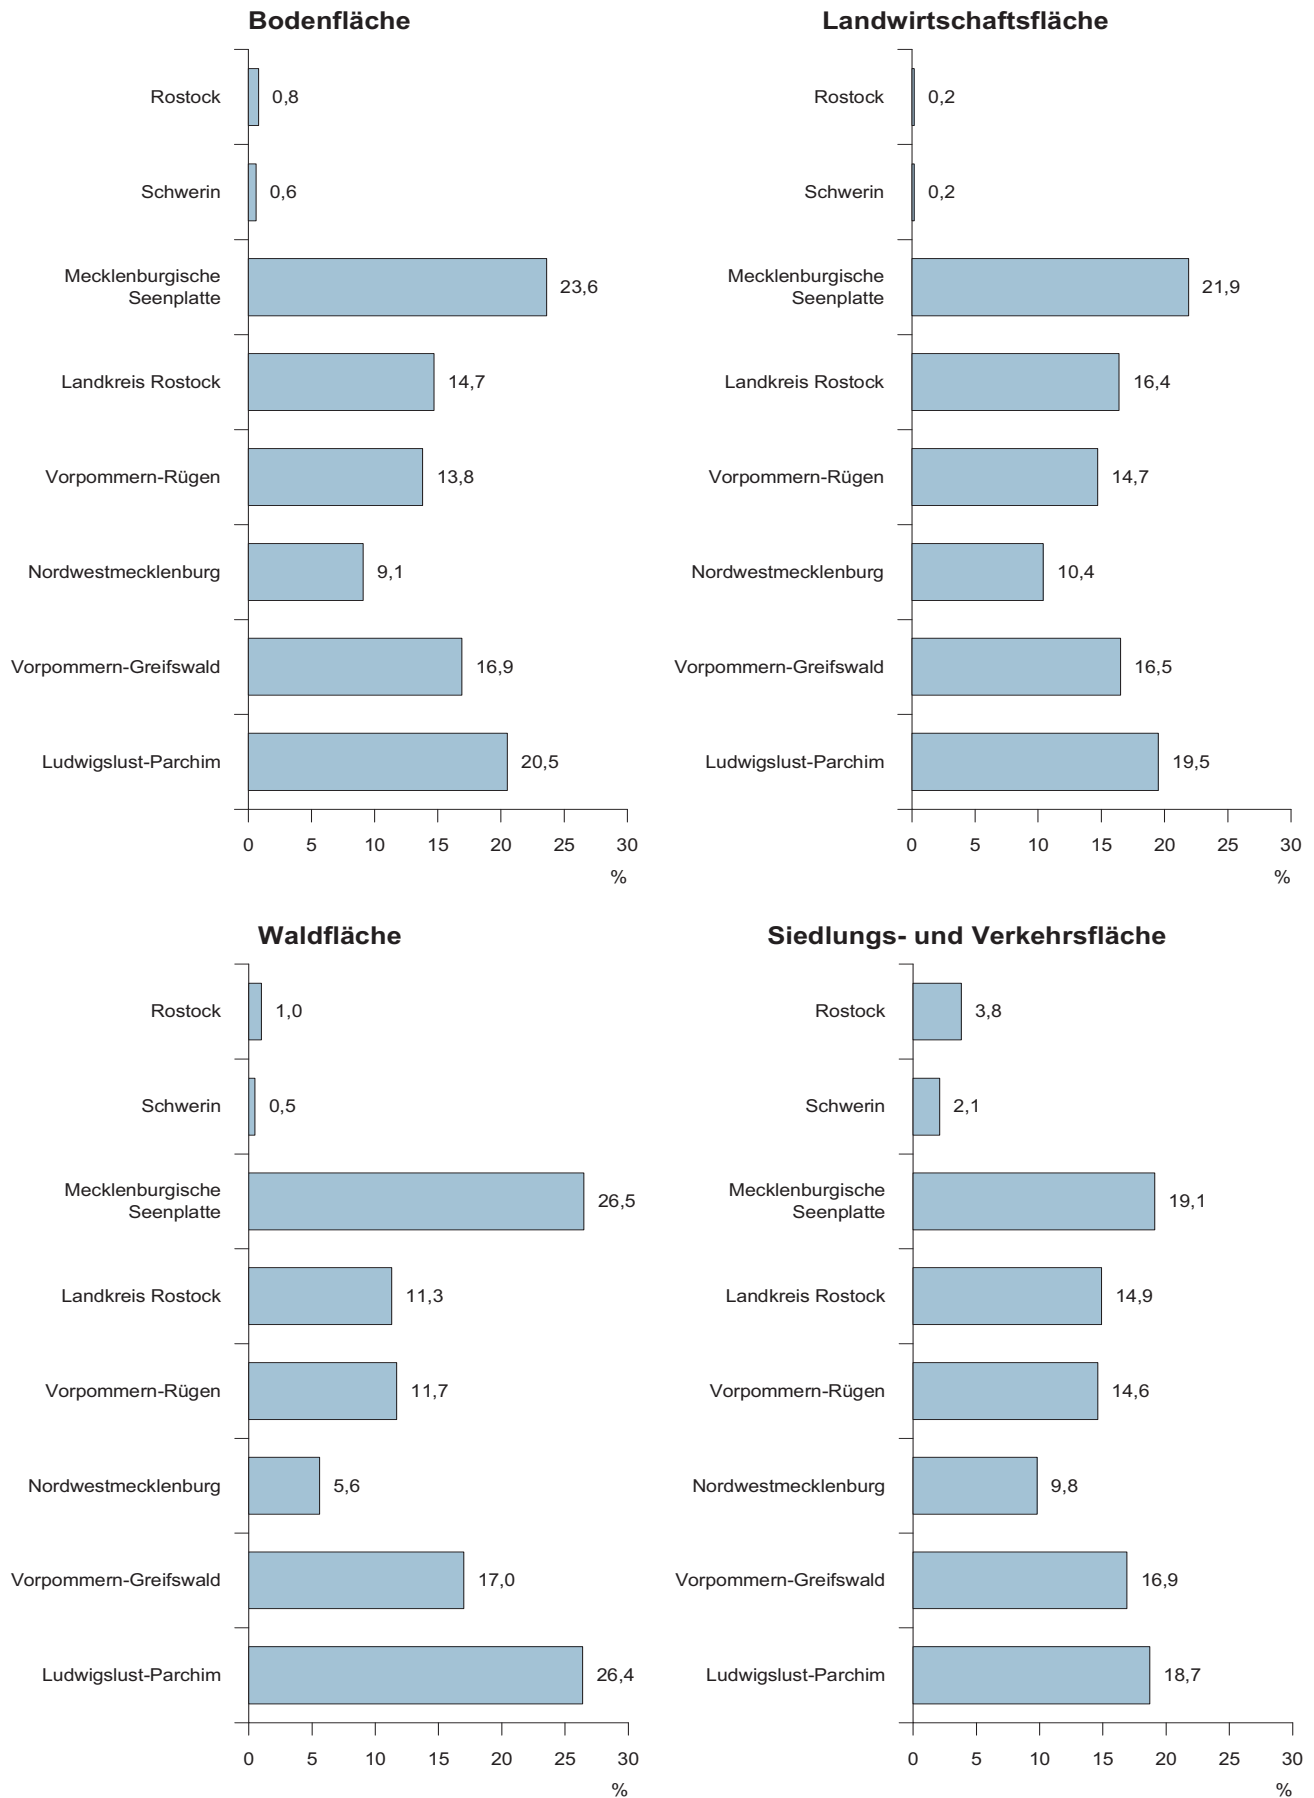 Bodenfläche
Rostock
0,8
Schwerin
0,6
Mecklenburgische
Seenplatte
23,6
Landkreis Rostock
14,7
Vorpommern-Rügen
13,8
Nordwestmecklenburg
9,1
Vorpommern-Greifswald
16,9
Ludwigslust-Parchim
20,5
0 5 10 15 20 25 30
%
Landwirtschaftsfläche
Rostock
0,2
Schwerin
0,2
Mecklenburgische
Seenplatte
21,9
Landkreis Rostock
16,4
Vorpommern-Rügen
14,7
Nordwestmecklenburg
10,4
Vorpommern-Greifswald
16,5
Ludwigslust-Parchim
19,5
0 5 10 15 20 25 30
%
Waldfläche
Rostock
1,0
Schwerin
0,5
Mecklenburgische
Seenplatte
26,5
Landkreis Rostock
11,3
Vorpommern-Rügen
11,7
Nordwestmecklenburg
5,6
Vorpommern-Greifswald
17,0
Ludwigslust-Parchim
26,4
0 5 10 15 20 25 30
%
Siedlungs- und Verkehrsfläche
Rostock
3,8
Schwerin
2,1
Mecklenburgische
Seenplatte
19,1
Landkreis Rostock
14,9
Vorpommern-Rügen
14,6
Nordwestmecklenburg
9,8
Vorpommern-Greifswald
16,9
Ludwigslust-Parchim
18,7
0 5 10 15 20 25 30
%